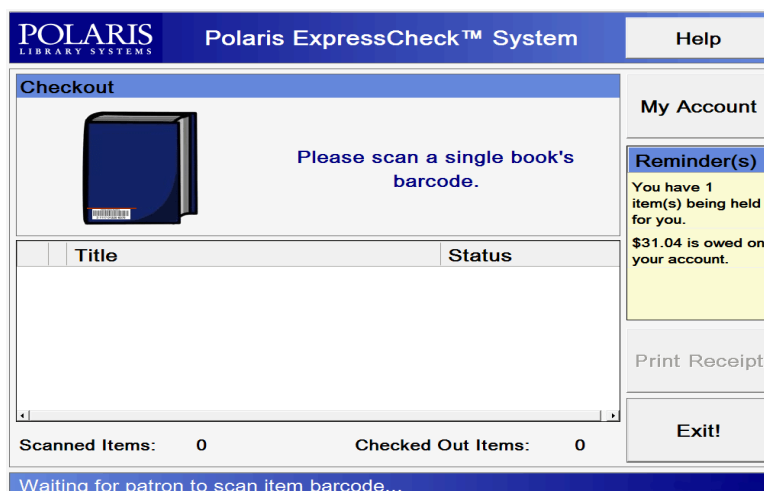 POLARIS
LIBRARY SYSTEMS
Polaris ExpressCheck™ System
Help
Checkout
Please scan a single book's
barcode.
My Account
Reminder(s)
You have 1
item(s) being held
for you.
$31.04 is owed on
your account.
Title
Status
Print Receipt
Scanned Items: 0
Checked Out Items: 0
Exit!
Waiting for patron to scan item barcode...